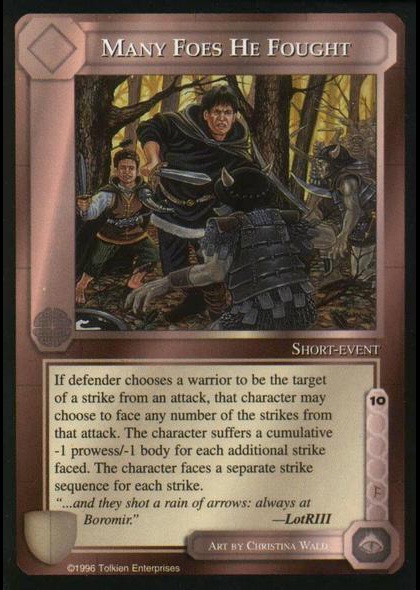 MANY FOES HE FOUGHT
SHORT-EVENT
If defender chooses a warrior to be the target
of a strike from an attack, that character may
choose to face any number of the strikes from
that attack. The character suffers a cumulative
-1 prowess/-1 body for each additional strike
faced. The character faces a separate strike
sequence for each strike.
10
“...and they shot a rain of arrows: always at
Boromir.” —LotRIII
F
ART BY CHRISTINA WALD
©1996 Tolkien Enterprises